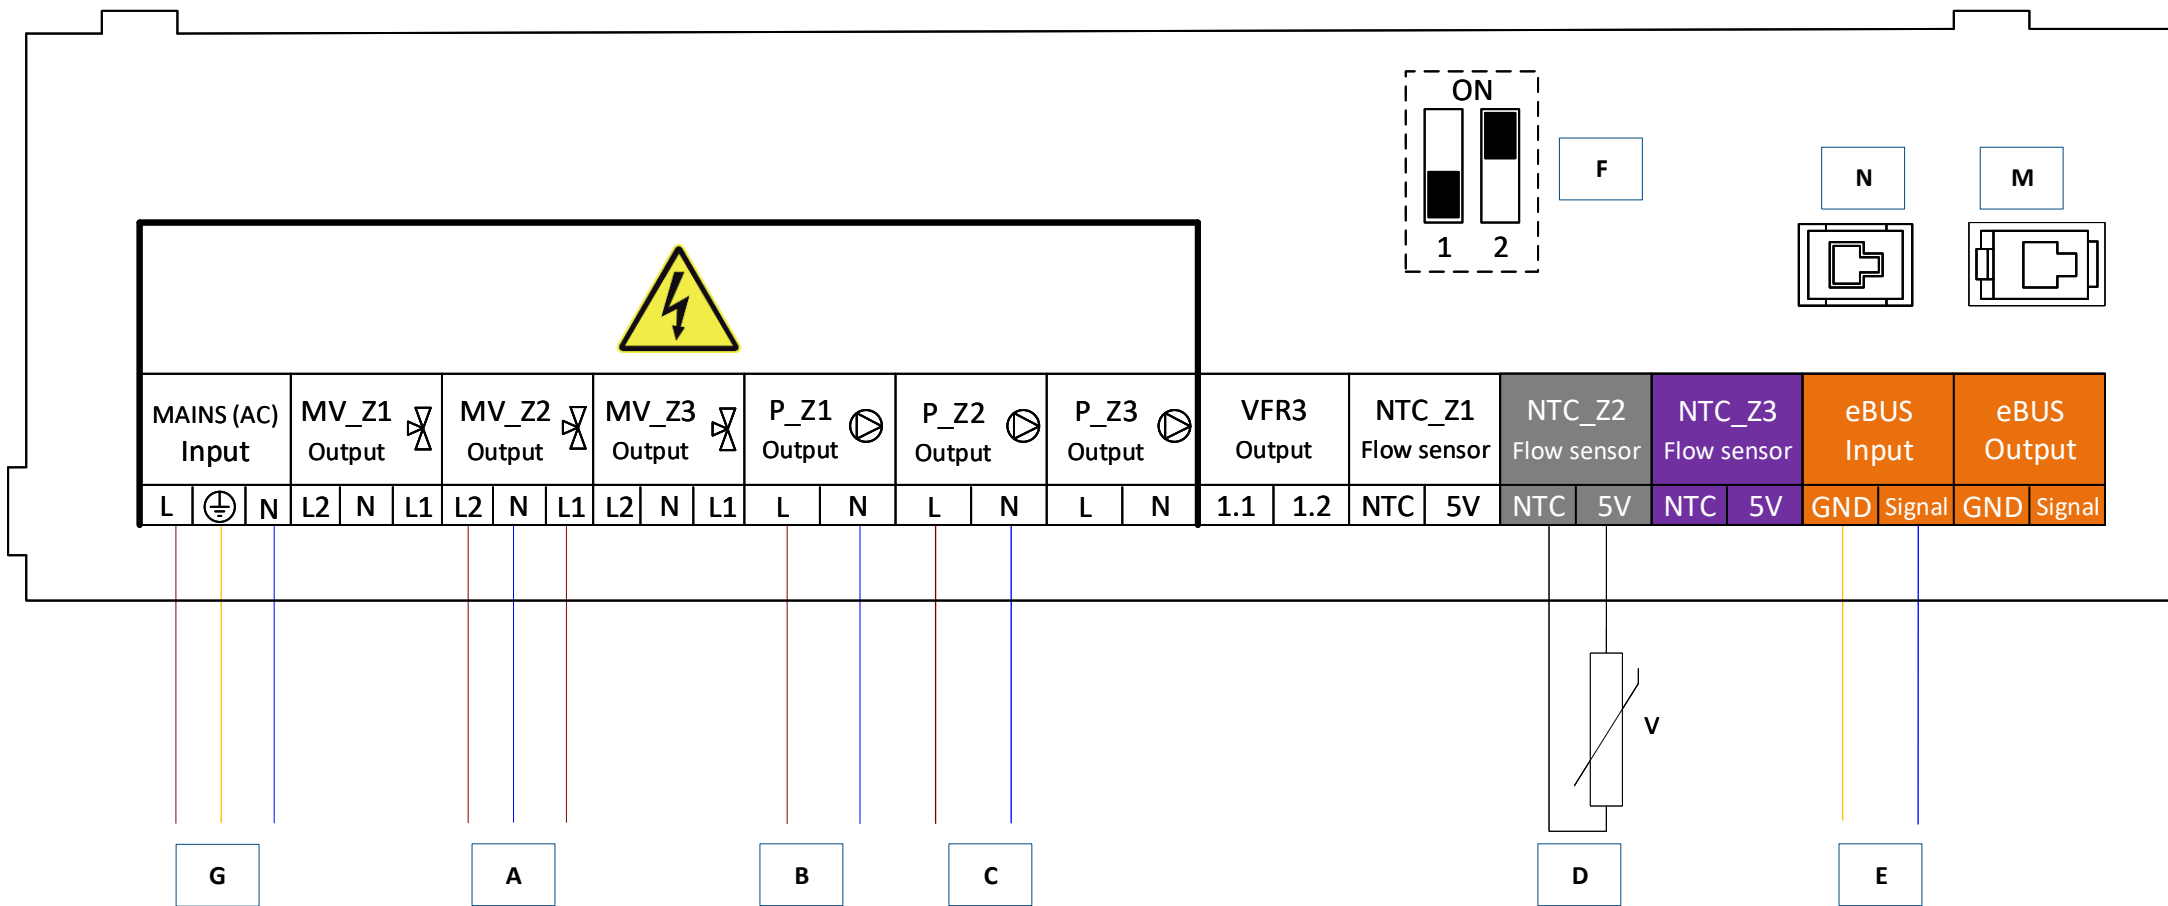 ON
1 2
F
N
M
MAINS (AC)
Input
MV_Z1
Output
MV_Z2
Output
MV_Z3
Output
P_Z1
Output
P_Z2
Output
P_Z3
Output
VFR3
Output
NTC_Z1
Flow sensor
NTC_Z2
Flow sensor
NTC_Z3
Flow sensor
eBUS
Input
eBUS
Output
L N L2 N L1 L2 N L1 L2 N L1 L N L N L N 1.1 1.2 NTC 5V NTC 5V NTC 5V GND Signal GND Signal
V
G
A
B
C
D
E